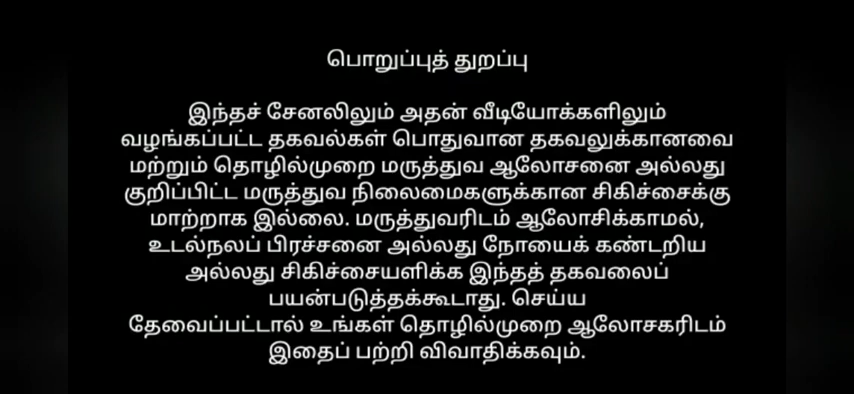 பொறுப்புத் துறப்பு
இந்தச் சேனலிலும் அதன் வீடியோக்களிலும்
வழங்கப்பட்ட தகவல்கள் பொதுவான தகவலுக்கானவை
மற்றும் தொழில்முறை மருத்துவ ஆலோசனை அல்லது
குறிப்பிட்ட மருத்துவ நிலைமைகளுக்கான சிகிச்சைக்கு
மாற்றாக இல்லை. மருத்துவரிடம் ஆலோசிக்காமல்,
உடல்நலப் பிரச்சனை அல்லது நோயைக் கண்டறிய
அல்லது சிகிச்சையளிக்க இந்தத் தகவலைப்
பயன்படுத்தக்கூடாது. செய்ய
தேவைப்பட்டால் உங்கள் தொழில்முறை ஆலோசகரிடம்
இதைப் பற்றி விவாதிக்கவும்.